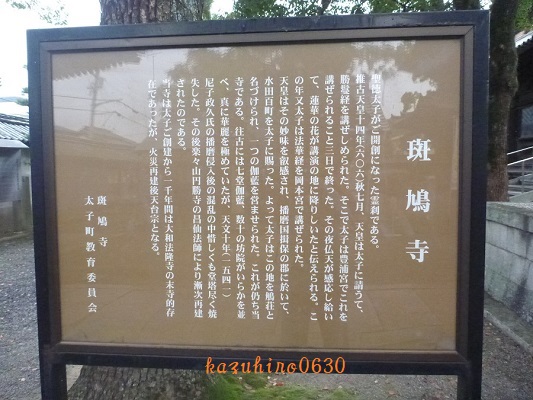 斑鳩寺
聖徳太子がご開創になった霊刹である。
推古天皇十四年(六〇六)秋七月、天皇は太子に請うて、
勝鬘経を講ぜしめられた。そこで太子は豊浦宮でこれを
講ぜられること三日で終った。その夜仏天が感応し給い
て、蓮華の花が講演の地に降りしいたと伝えられる。こ
の年又太子は法華経を岡本宮で講ぜられた。
天皇はその妙味を叡感され、播磨国揖保の郡に於いて、
水田百町を太子に賜った。よって太子はこの地を鵤荘と
名づけられ、一つの伽藍を営ませられた。これが仍ち当
寺である。往古には七堂伽藍、数十の坊院がいらかを並
べ、真に華麗を極めていたが、天文十年(一五四一)
尼子政久氏の播磨侵入後の混乱の中惜しくも堂塔尽く焼
失した。その後楽々山円勝寺の昌仙法師により漸次再建
されたのである。
当寺は太子ご創建から一千年間は大和法隆寺の末寺的存
在であったが、火災再建後天台宗となる。
斑鳩寺
太子町教育委員会
kazuhiro0630